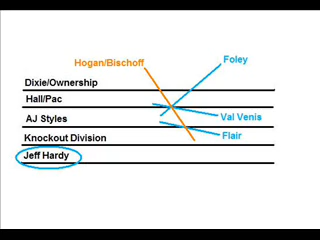 Foley
Hogan/Bischoff
Dixie/Ownership
Hall/Pac
AJ Styles
Val Venis
Flair
Knockout Division
Jeff Hardy